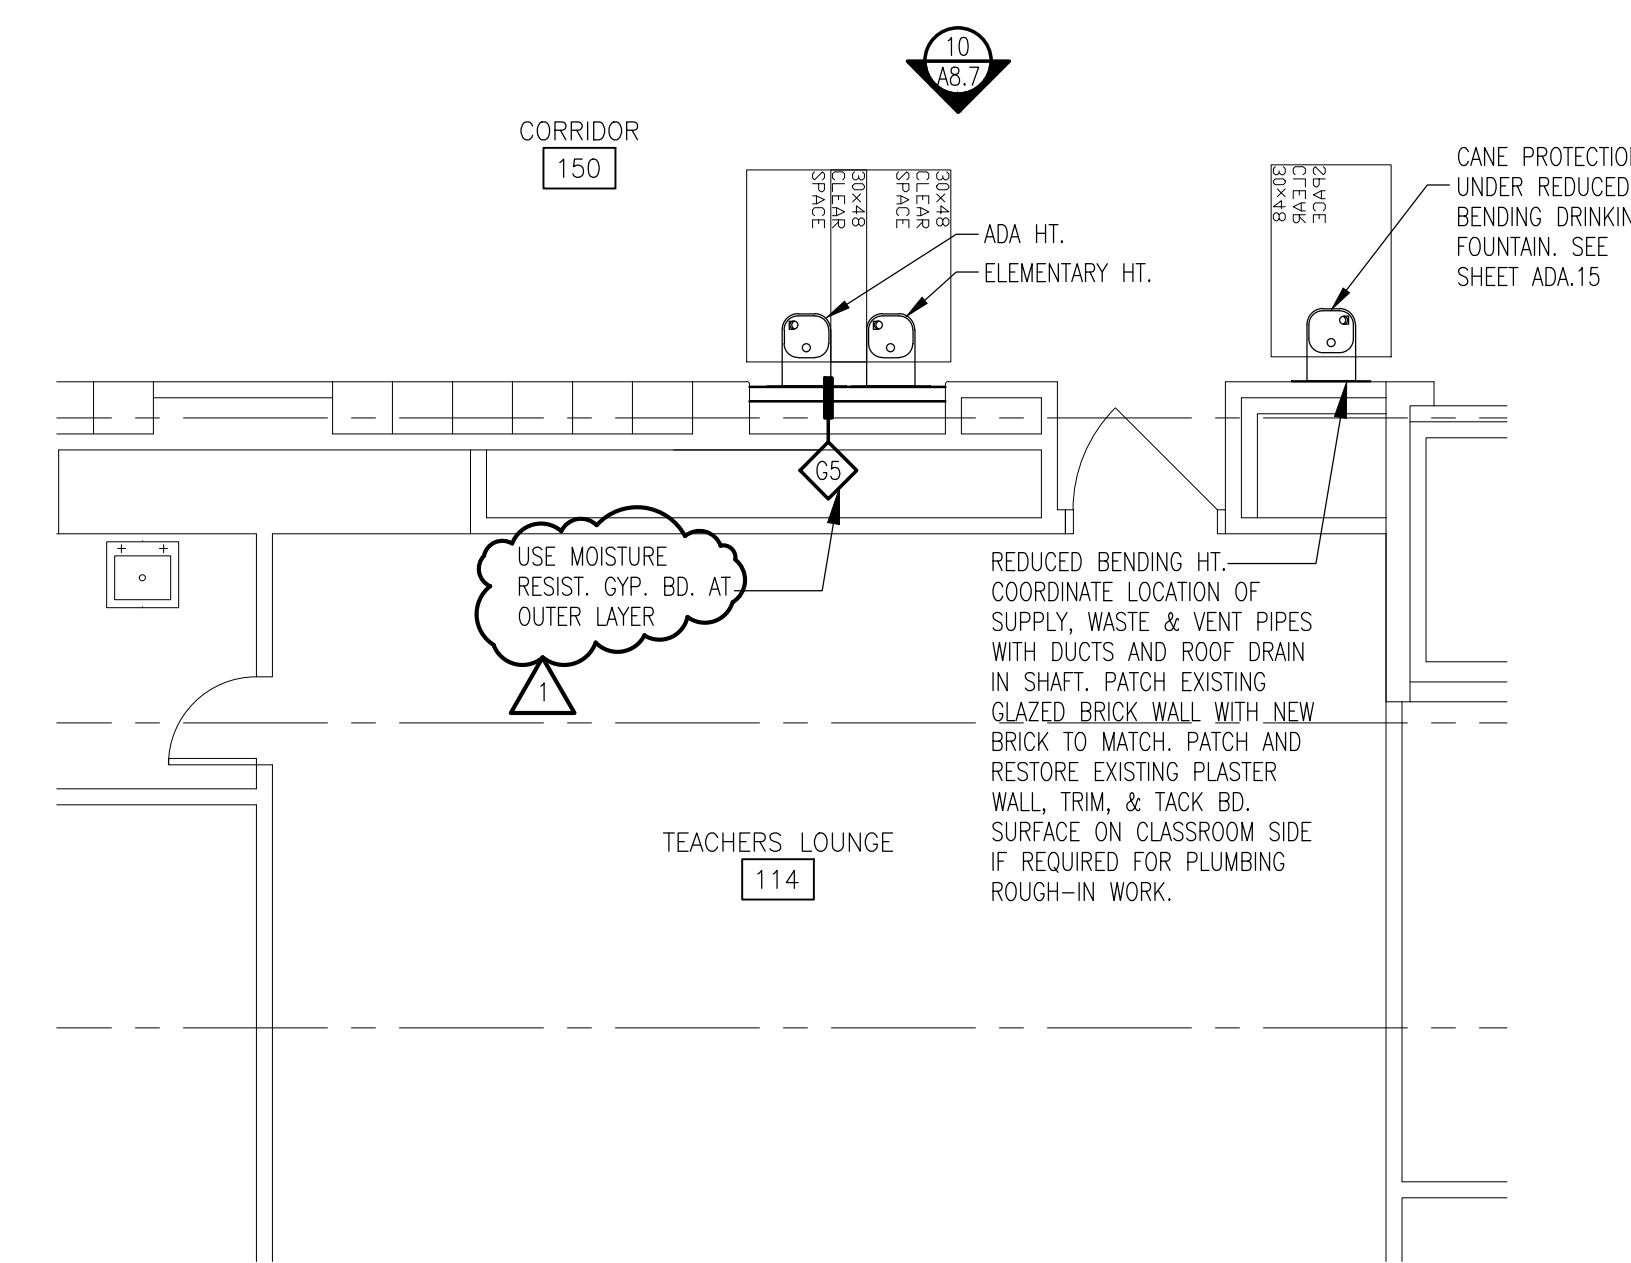 10
A8.7
CORRIDOR
150
30x48
CLEAR
SPACE
30x48
CLEAR
SPACE
30x48
CLEAR
SPACE
ADA HT.
ELEMENTARY HT.
CANE PROTECTION
UNDER REDUCED
BENDING DRINKIN
FOUNTAIN. SEE
SHEET ADA.15
G5
USE MOISTURE
RESIST. GYP. BD. AT
OUTER LAYER
1
REDUCED BENDING HT.
COORDINATE LOCATION OF
SUPPLY, WASTE & VENT PIPES
WITH DUCTS AND ROOF DRAIN
IN SHAFT. PATCH EXISTING
GLAZED BRICK WALL WITH NEW
BRICK TO MATCH. PATCH AND
RESTORE EXISTING PLASTER
WALL, TRIM, & TACK BD.
SURFACE ON CLASSROOM SIDE
IF REQUIRED FOR PLUMBING
ROUGH-IN WORK.
TEACHERS LOUNGE
114